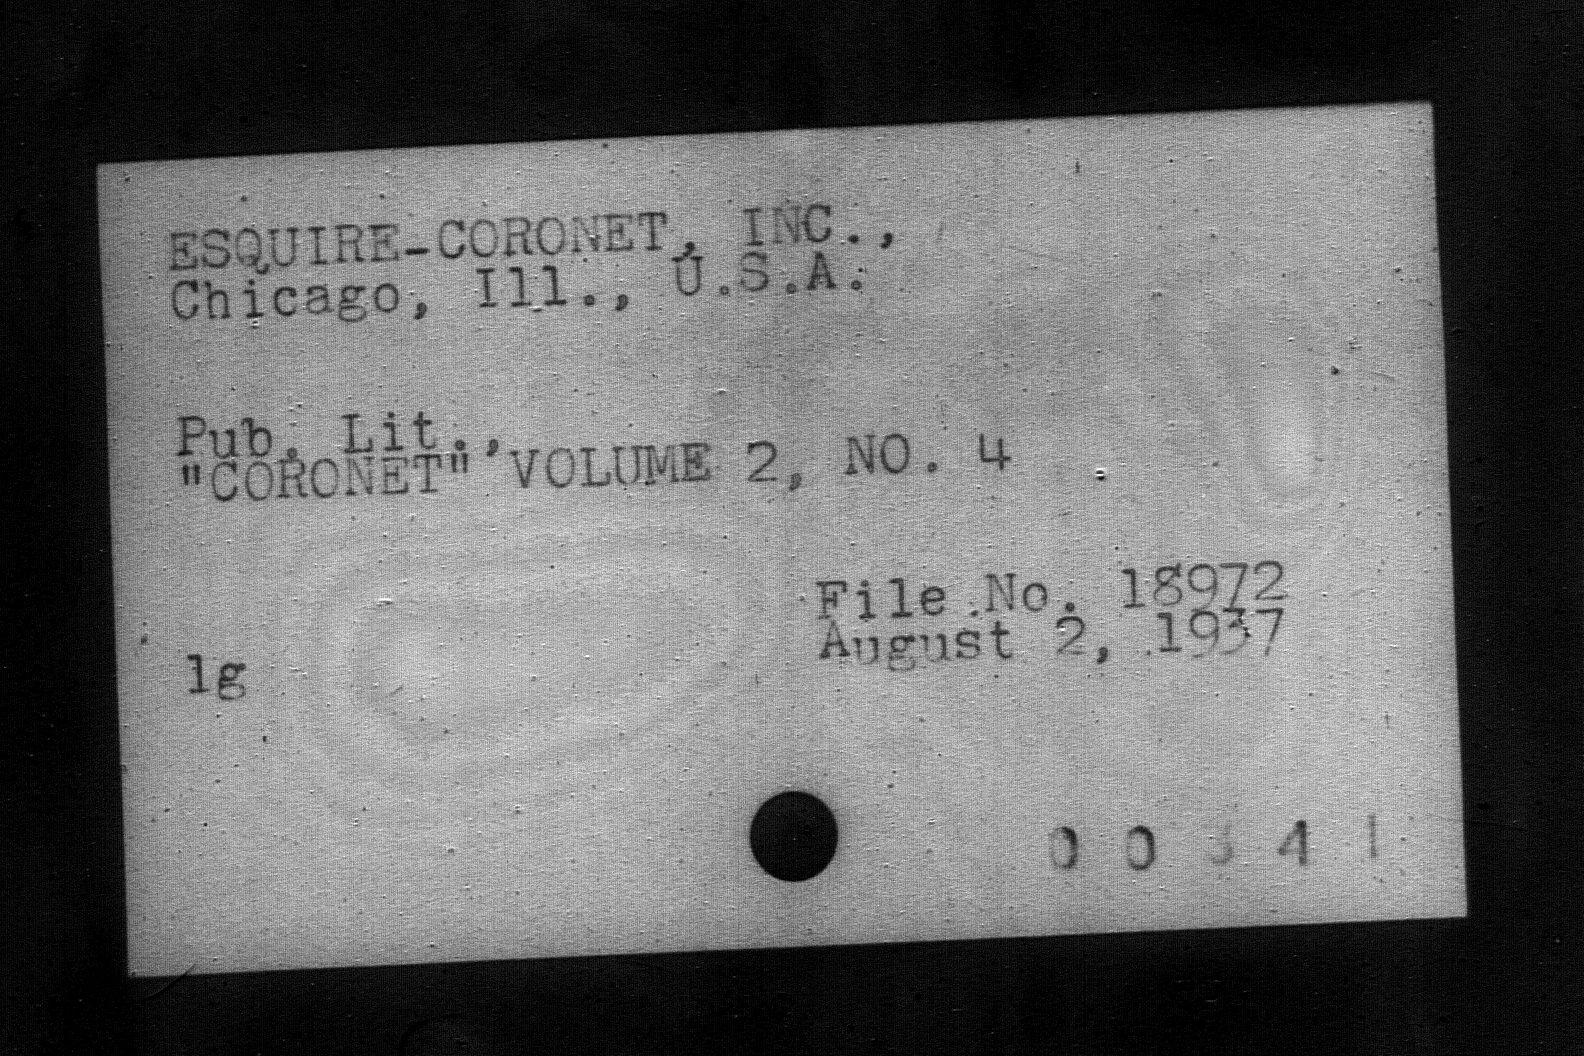 ESQUIRE-CORONET, INC.,
Chicago, Ill., U.S.A.
Pub. Lit.,
"CORONET" VOLUME 2, NO. 4
File No. 18972
August 2, 1937
lg